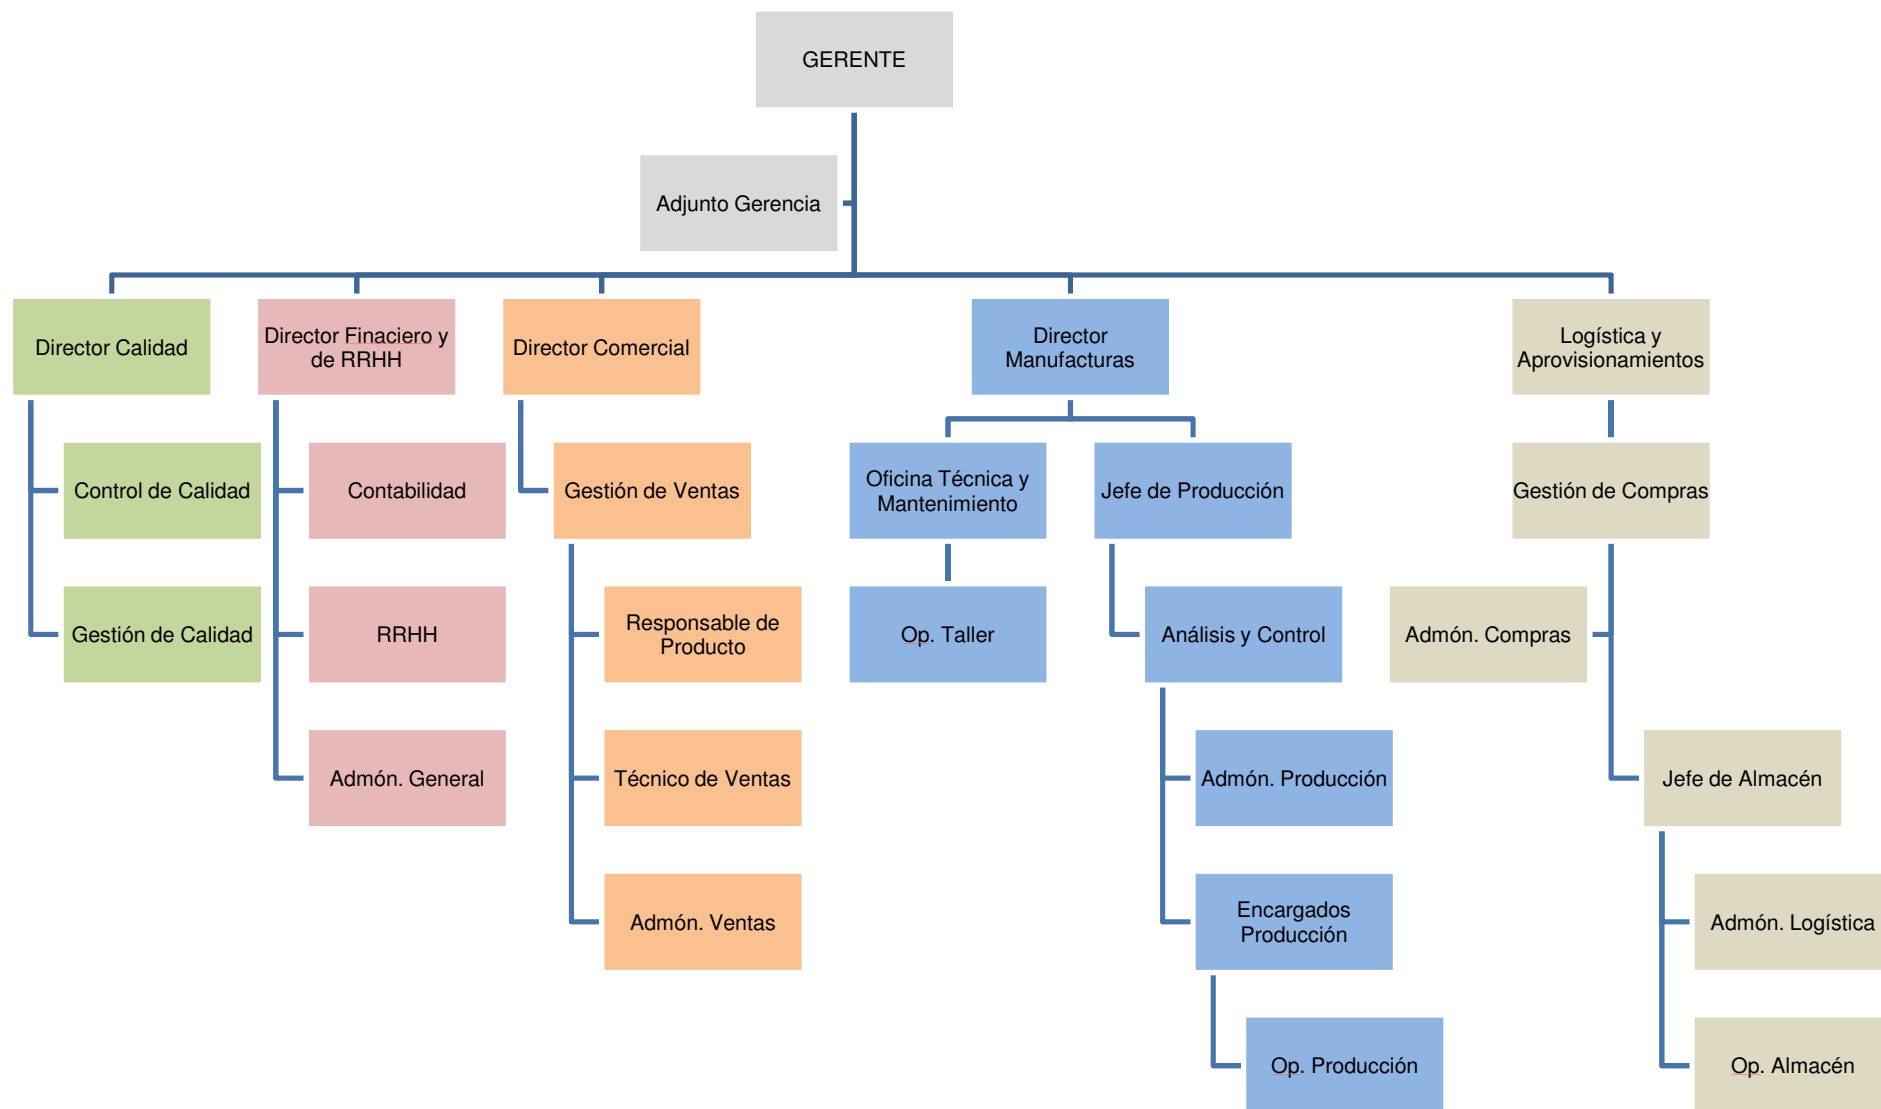 GERENTE
Adjunto Gerencia
Director Calidad
Director Finaciero y
de RRHH
Director Comercial
Director
Manufacturas
Logística y
Aprovisionamientos
Control de Calidad
Contabilidad
Gestión de Ventas
Oficina Técnica y
Mantenimiento
Jefe de Producción
Gestión de Compras
Gestión de Calidad
RRHH
Responsable de
Producto
Op. Taller
Análisis y Control
Admón. Compras
Admón. General
Técnico de Ventas
Admón. Producción
Jefe de Almacén
Admón. Ventas
Encargados
Producción
Admón. Logística
Op. Producción
Op. Almacén